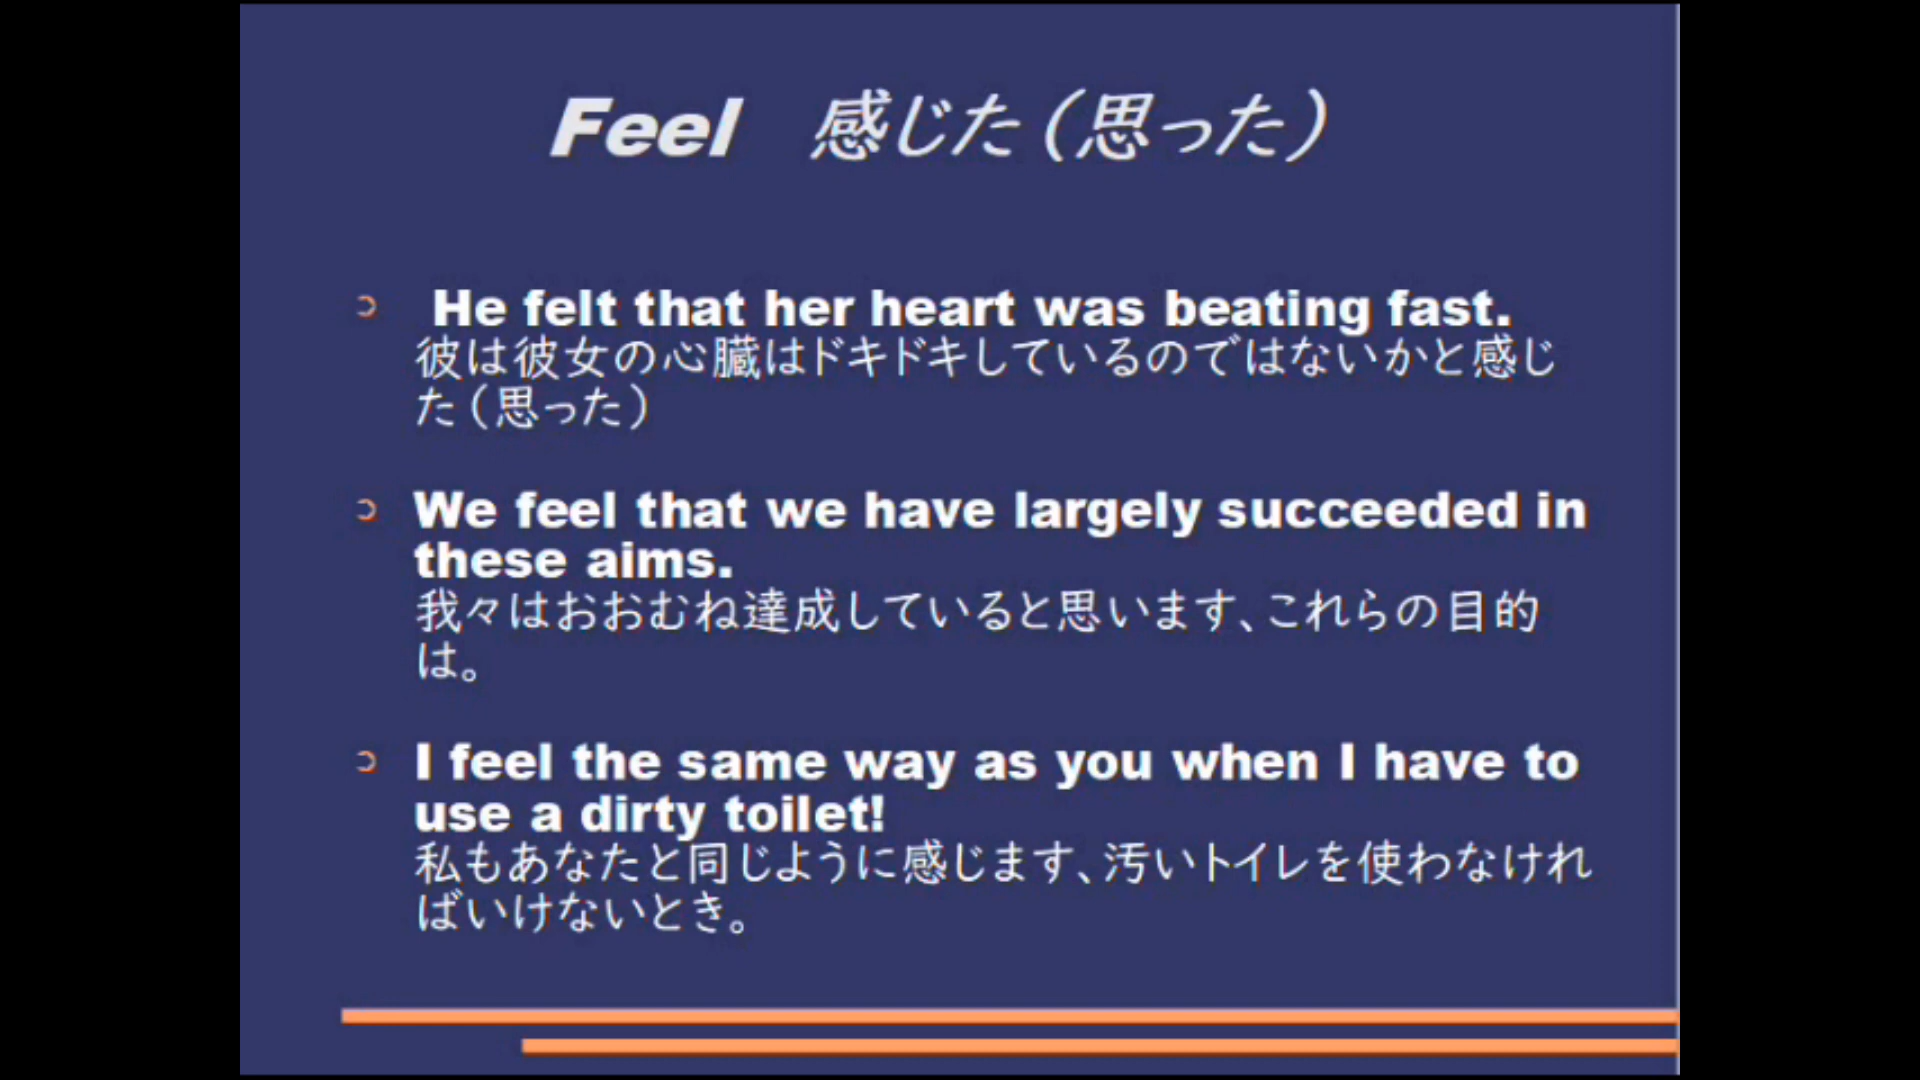 Feel　感じた（思った）
He felt that her heart was beating fast.
彼は彼女の心臓はドキドキしているのではないかと感じ
た（思った）
We feel that we have largely succeeded in
these aims.
我々はおおむね達成していると思います、これらの目的
は。
I feel the same way as you when I have to
use a dirty toilet!
私もあなたと同じように感じます、汚いトイレを使わなけれ
ばいけないとき。